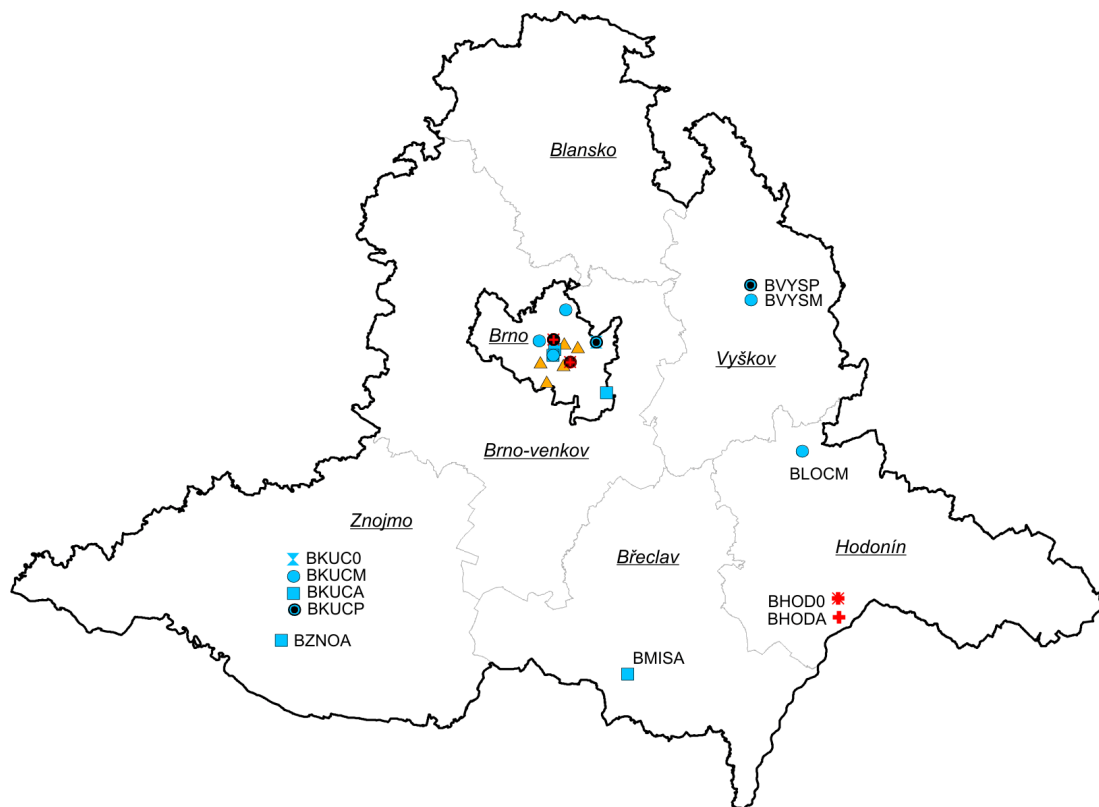 Blansko
BVYSP
BVYSM
Brno
Vyškov
Brno-venkov
BLOCM
Znojmo
Břeclav
Hodonín
BKUC0
BKUCM
BKUCA
BKUCP
BHOD0
BHODA
BZNOA
BMISA